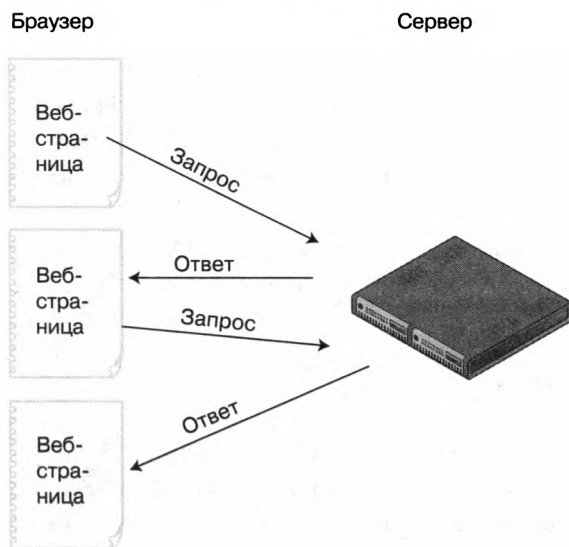 Браузер
Сервер
Веб-
стра-
ница
Запрос
Ответ
Веб-
стра-
ница
Запрос
Ответ
Веб-
стра-
ница